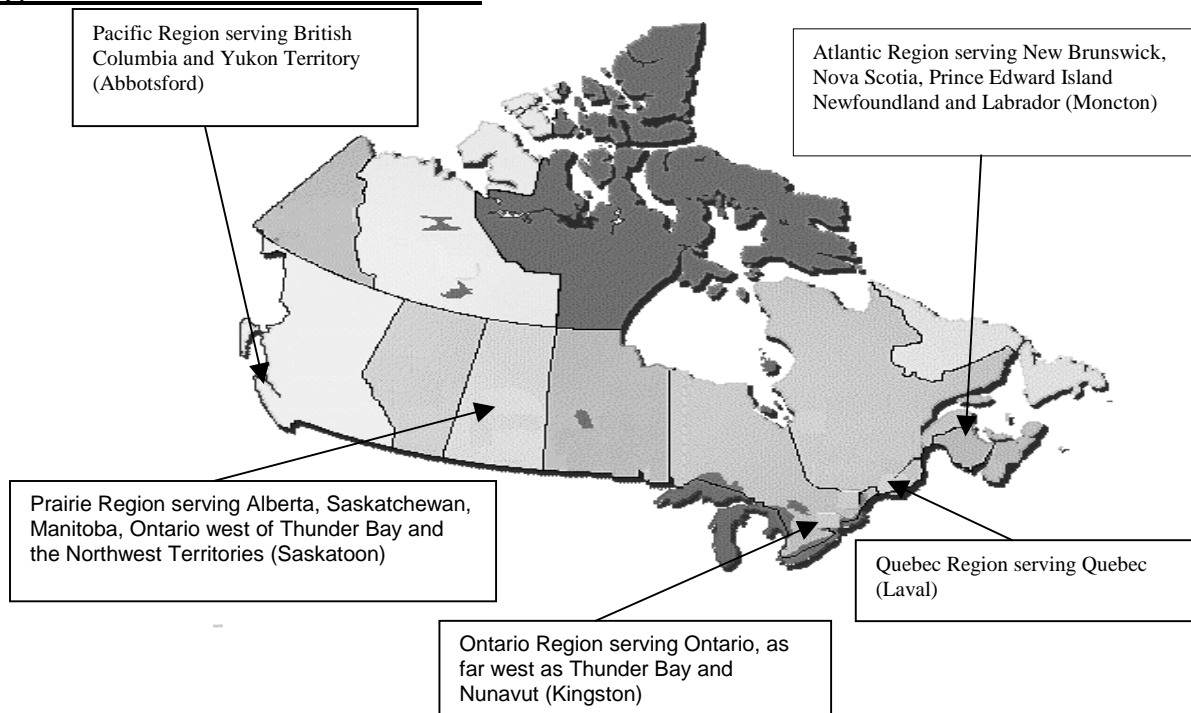 Pacific Region serving British
Columbia and Yukon Territory
(Abbotsford)
Atlantic Region serving New Brunswick,
Nova Scotia, Prince Edward Island
Newfoundland and Labrador (Moncton)
Prairie Region serving Alberta, Saskatchewan,
Manitoba, Ontario west of Thunder Bay and
the Northwest Territories (Saskatoon)
Quebec Region serving Quebec
(Laval)
Ontario Region serving Ontario, as
far west as Thunder Bay and
Nunavut (Kingston)